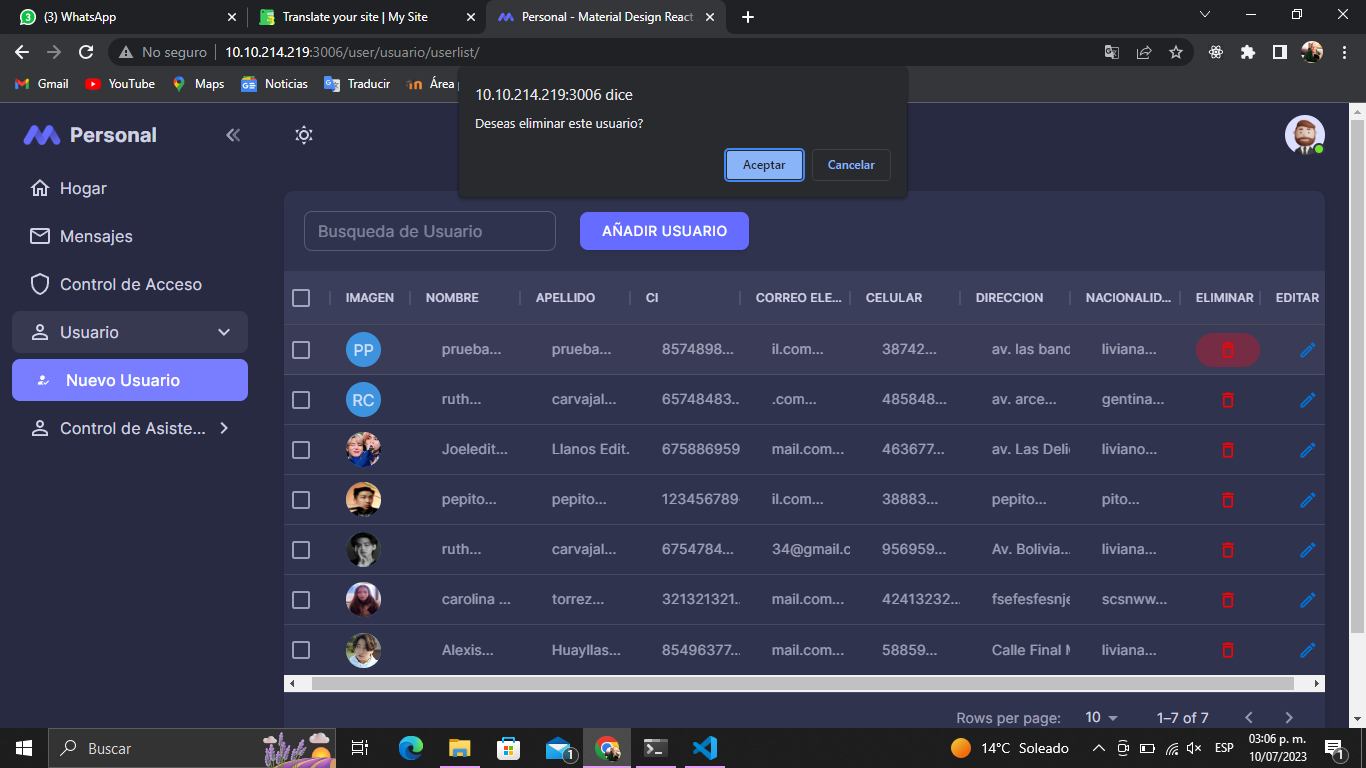 (3) WhatsApp
Translate your site | My Site
Personal - Material Design React
No seguro
10.10.214.219:3006/user/usuario/userlist/
Gmail
YouTube
Maps
Noticias
Traducir
Área
10.10.214.219:3006 dice
Deseas eliminar este usuario?
Aceptar
Cancelar
Personal
Hogar
Mensajes
Control de Acceso
Usuario
Nuevo Usuario
Control de Asiste...
Busqueda de Usuario
AÑADIR USUARIO
IMAGEN NOMBRE APELLIDO CI CORREO ELE... CELULAR DIRECCION NACIONALID... ELIMINAR EDITAR
PP prueba... prueba... 8574898... il.com... 38742... av. las band liviana...
RC ruth... carvajal... 65748483.. .com... 485848... av. arce... gentina...
Joeledit... Llanos Edit. 675886959 mail.com... 463677... av. Las Deli liviano...
pepito... pepito... 123456789 il.com... 38883... pepito... pito...
ruth... carvajal... 6754784... 34@gmail.c 956959... Av. Bolivia... liviana...
carolina ... torrez... 321321321.. mail.com... 42413232... fsefesfesnje scsnww...
Alexis... Huayllas... 85496377... mail.com... 58859... Calle Final M liviana...
Rows per page: 10 1–7 of 7
Buscar
1
14°C Soleado
ESP
03:06 p. m.
10/07/2023
1